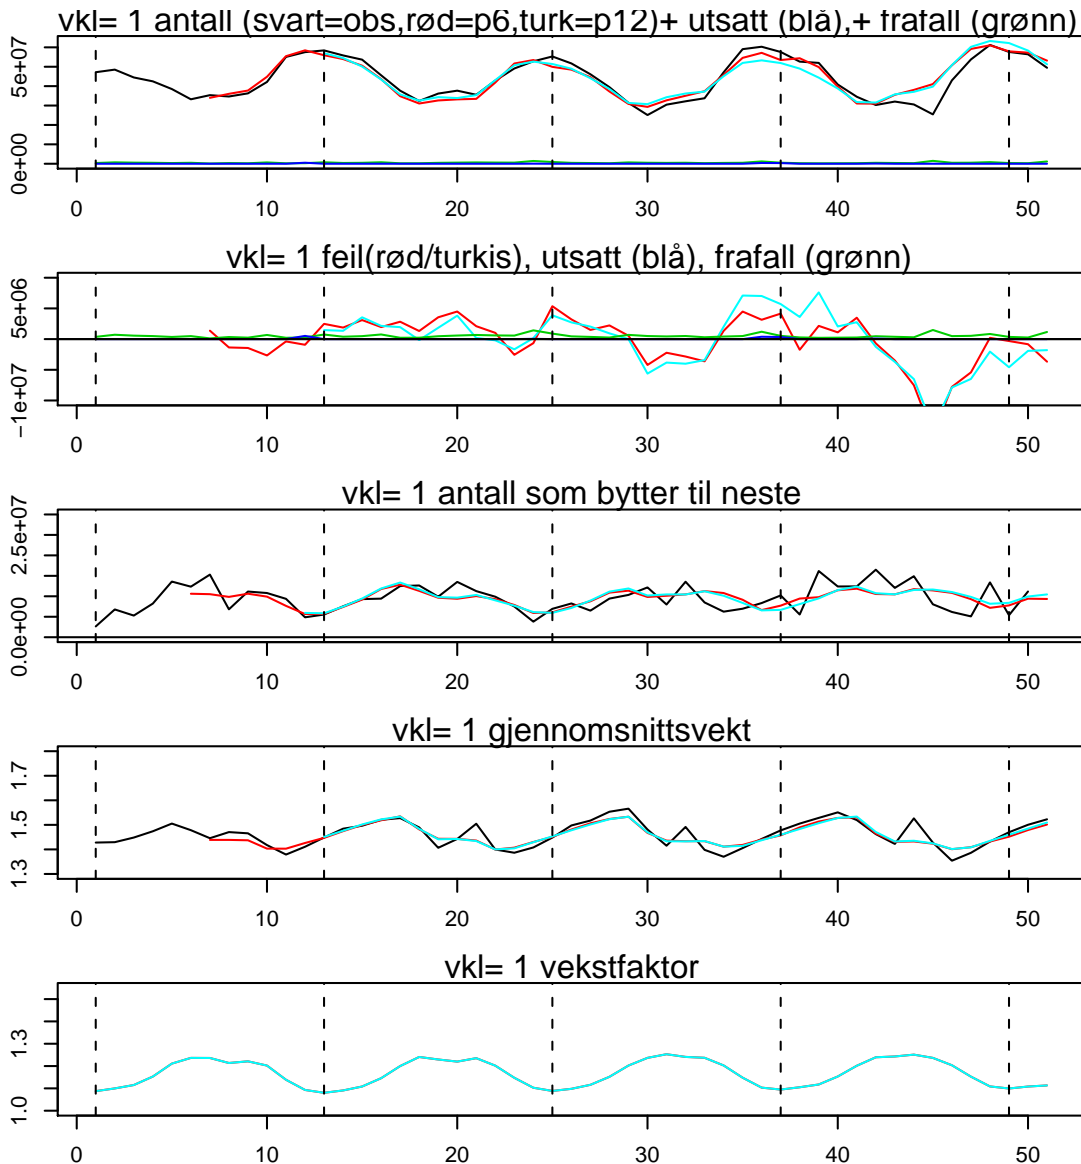 vkl= 1 antall (svart=obs,rød=p6,turk=p12)+ utsatt (blå),+ frafall (grønn)
5e+07
0e+00
0 10 20 30 40 50
vkl= 1 feil(rød/turkis), utsatt (blå), frafall (grønn)
5e+06
−1e+07
0 10 20 30 40 50
vkl= 1 antall som bytter til neste
2.5e+07
0.0e+00
0 10 20 30 40 50
vkl= 1 gjennomsnittsvekt
1.7
1.5
1.3
0 10 20 30 40 50
vkl= 1 vekstfaktor
1.3
1.0
0 10 20 30 40 50